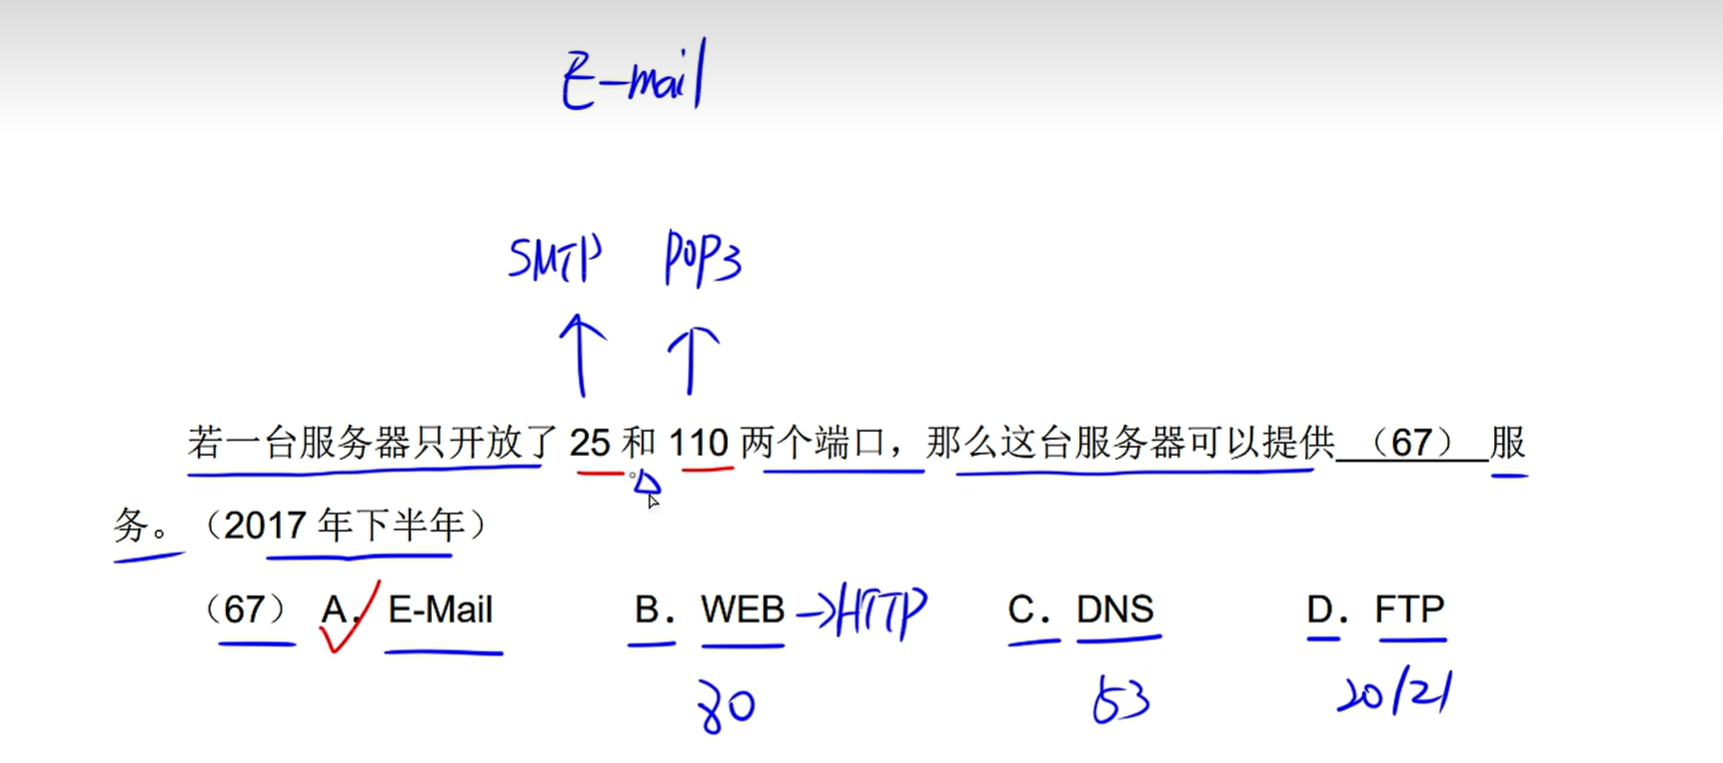 E-mail
SMTP POP3
若一台服务器只开放了 25 和 110 两个端口，那么这台服务器可以提供 （67） 服
务。（2017 年下半年）
（67） A. E-Mail B. WEB →HTTP C. DNS D. FTP
80 53 20/21